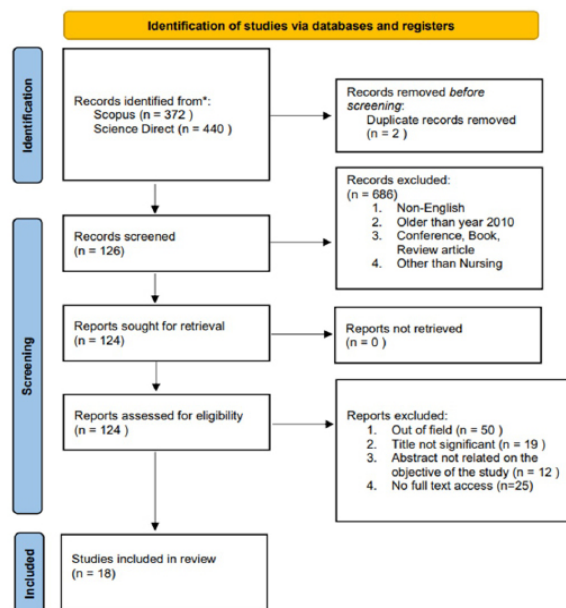 Identification of studies via databases and registers
Identification
Records identified from*:
Scopus (n = 372 )
Science Direct (n = 440 )
Records removed before
screening:
Duplicate records removed
(n = 2 )
Records excluded:
(n = 686)
1. Non-English
2. Older than year 2010
3. Conference, Book,
Review article
4. Other than Nursing
Screening
Records screened
(n = 126)
Reports sought for retrieval
(n = 124)
Reports not retrieved
(n = 0 )
Reports assessed for eligibility
(n = 124 )
Reports excluded:
1. Out of field (n = 50 )
2. Title not significant (n = 19 )
3. Abstract not related on the
objective of the study (n = 12 )
4. No full text access (n=25)
Included
Studies included in review
(n = 18)